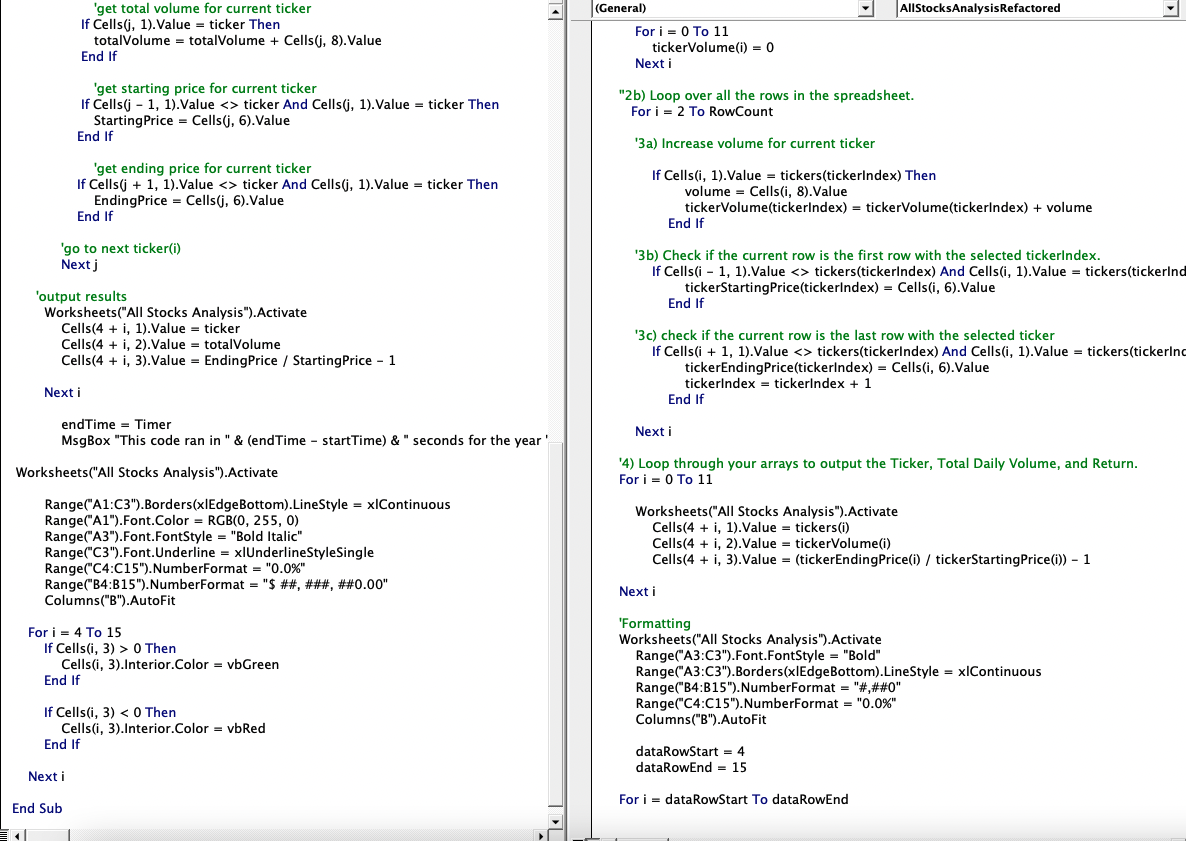 'get total volume for current ticker
If Cells(j, 1).Value = ticker Then
totalVolume = totalVolume + Cells(j, 8).Value
End If
'get starting price for current ticker
If Cells(j - 1, 1).Value <> ticker And Cells(j, 1).Value = ticker Then
StartingPrice = Cells(j, 6).Value
End If
'get ending price for current ticker
If Cells(j + 1, 1).Value <> ticker And Cells(j, 1).Value = ticker Then
EndingPrice = Cells(j, 6).Value
End If
'go to next ticker(i)
Next j
'output results
Worksheets("All Stocks Analysis").Activate
Cells(4 + i, 1).Value = ticker
Cells(4 + i, 2).Value = totalVolume
Cells(4 + i, 3).Value = EndingPrice / StartingPrice - 1
Next i
endTime = Timer
MsgBox "This code ran in " & (endTime - startTime) & " seconds for the year '
Worksheets("All Stocks Analysis").Activate
Range("A1:C3").Borders(xlEdgeBottom).LineStyle = xlContinuous
Range("A1").Font.Color = RGB(0, 255, 0)
Range("A3").Font.FontStyle = "Bold Italic"
Range("C3").Font.Underline = xlUnderlineStyleSingle
Range("C4:C15").NumberFormat = "0.0%"
Range("B4:B15").NumberFormat = "$ ##, ###, ##0.00"
Columns("B").AutoFit
For i = 4 To 15
If Cells(i, 3) > 0 Then
Cells(i, 3).Interior.Color = vbGreen
End If
If Cells(i, 3) < 0 Then
Cells(i, 3).Interior.Color = vbRed
End If
Next i
End Sub
(General)
AllStocksAnalysisRefactored
For i = 0 To 11
tickerVolume(i) = 0
Next i
''2b) Loop over all the rows in the spreadsheet.
For i = 2 To RowCount
'3a) Increase volume for current ticker
If Cells(i, 1).Value = tickers(tickerIndex) Then
volume = Cells(i, 8).Value
tickerVolume(tickerIndex) = tickerVolume(tickerIndex) + volume
End If
'3b) Check if the current row is the first row with the selected tickerIndex.
If Cells(i - 1, 1).Value <> tickers(tickerIndex) And Cells(i, 1).Value = tickers(tickerInd
tickerStartingPrice(tickerIndex) = Cells(i, 6).Value
End If
'3c) check if the current row is the last row with the selected ticker
If Cells(i + 1, 1).Value <> tickers(tickerIndex) And Cells(i, 1).Value = tickers(tickerInd
tickerEndingPrice(tickerIndex) = Cells(i, 6).Value
tickerIndex = tickerIndex + 1
End If
Next i
'4) Loop through your arrays to output the Ticker, Total Daily Volume, and Return.
For i = 0 To 11
Worksheets("All Stocks Analysis").Activate
Cells(4 + i, 1).Value = tickers(i)
Cells(4 + i, 2).Value = tickerVolume(i)
Cells(4 + i, 3).Value = (tickerEndingPrice(i) / tickerStartingPrice(i)) - 1
Next i
'Formatting
Worksheets("All Stocks Analysis").Activate
Range("A3:C3").Font.FontStyle = "Bold"
Range("A3:C3").Borders(xlEdgeBottom).LineStyle = xlContinuous
Range("B4:B15").NumberFormat = "#,##0"
Range("C4:C15").NumberFormat = "0.0%"
Columns("B").AutoFit
dataRowStart = 4
dataRowEnd = 15
For i = dataRowStart To dataRowEnd